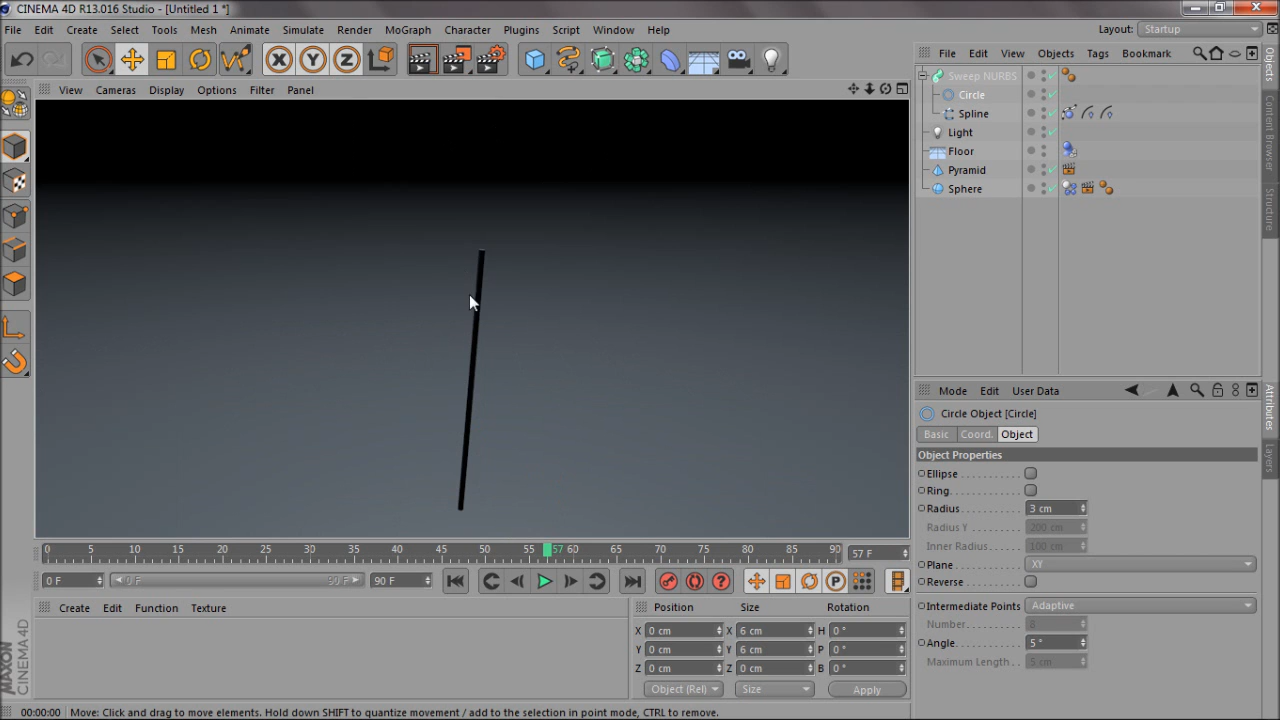 CINEMA 4D R13.016 Studio - [Untitled 1 *]
File Edit Create Select Tools Mesh Animate Simulate Render MoGraph Character Plugins Script Window Help
Layout: Startup
X Y Z
View Cameras Display Options Filter Panel
File Edit View Objects Tags Bookmark
Sweep NURBS
Circle
Spline
Light
Floor
Pyramid
Sphere
Objects
Content Browser
Structure
Mode Edit User Data
Circle Object [Circle]
Basic Coord. Object
Object Properties
Ellipse
Ring
Radius 3 cm
Radius Y 200 cm
Inner Radius 100 cm
Plane XY
Reverse
Intermediate Points Adaptive
Number 8
Angle 5 °
Maximum Length 5 cm
Attributes
Layers
0 5 10 15 20 25 30 35 40 45 50 55 57 60 65 70 75 80 85 90
57 F
0 F 0 F 90 F 90 F
P
Create Edit Function Texture
Position Size Rotation
X 0 cm X 6 cm H 0 °
Y 0 cm Y 6 cm P 0 °
Z 0 cm Z 0 cm B 0 °
Object (Rel) Size Apply
MAXON
CINEMA 4D
00:00:00 Move: Click and drag to move elements. Hold down SHIFT to quantize movement / add to the selection in point mode, CTRL to remove.